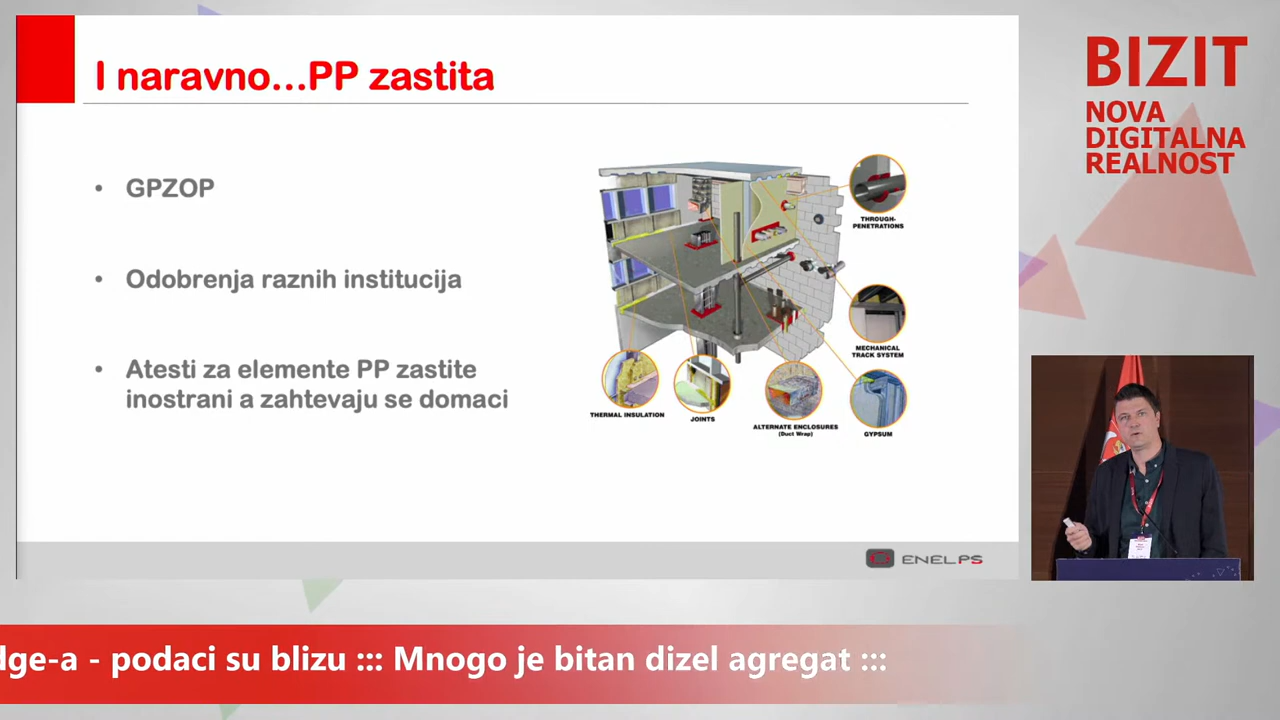 I naravno...PP zastita
• GPZOP
• Odobrenja raznih institucija
• Atesti za elemente PP zastite
inostrani a zahtevaju se domaci
THROUGH-
PENETRATIONS
MECHANICAL
TRACK SYSTEM
THERMAL INSULATION
JOINTS
ALTERNATE ENCLOSURES
(Duct Wrap)
GYPSUM
ENEL PS
BIZIT
NOVA
DIGITALNA
REALNOST
dge-a - podaci su blizu ::: Mnogo je bitan dizel agregat :::